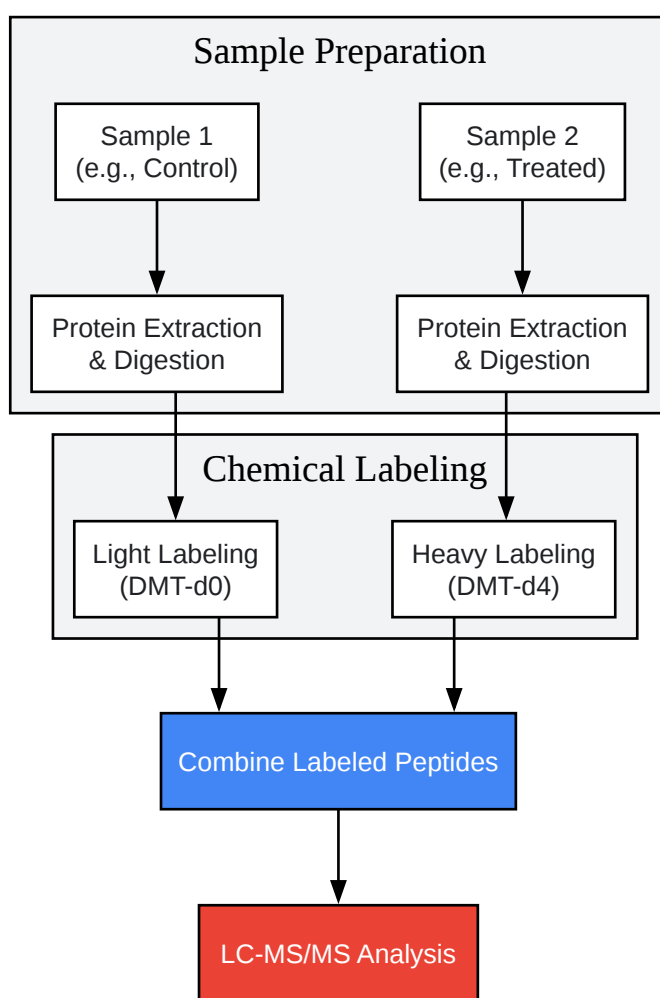 Sample Preparation
Sample 1
(e.g., Control)
Sample 2
(e.g., Treated)
Protein Extraction
& Digestion
Protein Extraction
& Digestion
Chemical Labeling
Light Labeling
(DMT-d0)
Heavy Labeling
(DMT-d4)
Combine Labeled Peptides
LC-MS/MS Analysis